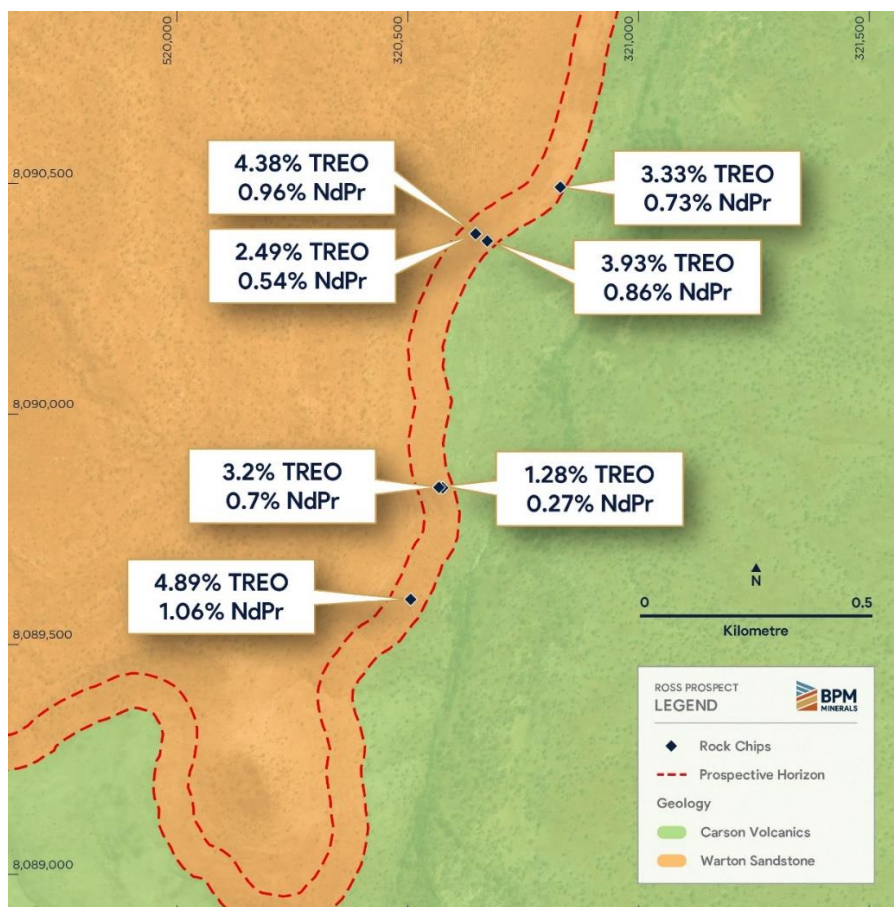 520,000
320,500
321,000
321,500
4.38% TREO
0.96% NdPr
3.33% TREO
0.73% NdPr
8,090,500
2.49% TREO
0.54% NdPr
3.93% TREO
0.86% NdPr
8,090,000
3.2% TREO
0.7% NdPr
1.28% TREO
0.27% NdPr
4.89% TREO
1.06% NdPr
N
0 0.5
Kilometre
8,089,500
ROSS PROSPECT
LEGEND
BPM
MINERALS
Rock Chips
Prospective Horizon
Geology
Carson Volcanics
Warton Sandstone
8,089,000